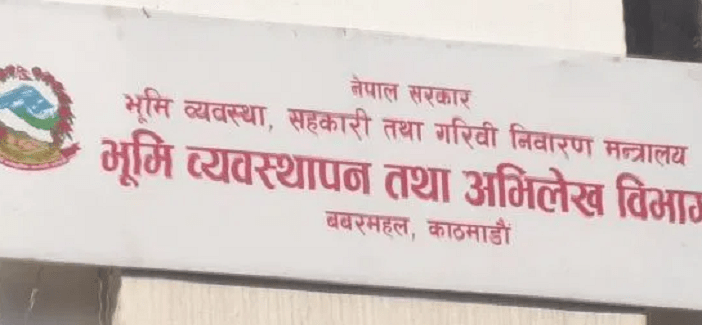 नेपाल सरकार
भूमि व्यवस्था, सहकारी तथा गरिवी निवारण मन्त्रालय
भूमि व्यवस्थापन तथा अभिलेख विभाग
बबरमहल, काठमाडौं